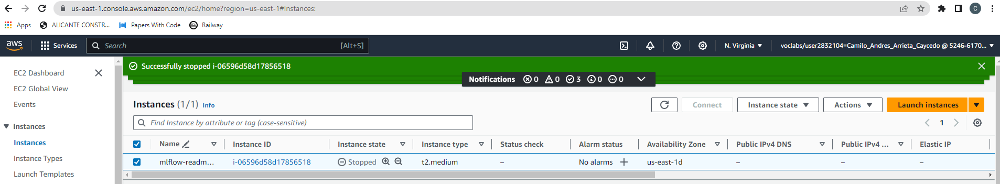 us-east-1.console.aws.amazon.com/ec2/home?region=us-east-1#Instances:
C
Apps ALICANTE CONSTR... Papers With Code Railway
aws Services Search [Alt+S] N. Virginia voclabs/user2832104=Camilo_Andres_Arrieta_Caycedo @ 5246-6170...
EC2 Dashboard
EC2 Global View
Events
Instances
Instances
Instance Types
Launch Templates
Successfully stopped i-06596d58d17856518
Notifications 0 0 3 0 0
Instances (1/1) Info Connect Instance state Actions Launch instances
Find Instance by attribute or tag (case-sensitive) 1
Name Instance ID Instance state Instance type Status check Alarm status Availability Zone Public IPv4 DNS Public IPv4 ... Elastic IP
mlflow-readm... i-06596d58d17856518 Stopped t2.medium – No alarms us-east-1d – – –